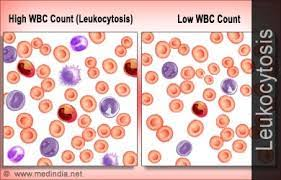 High WBC Count (Leukocytosis)
Low WBC Count
Leukocytosis
www.medindia.net